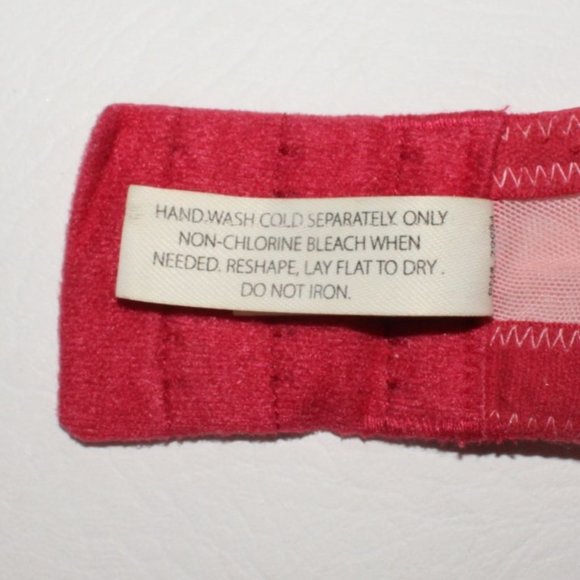 HAND.WASH COLD SEPARATELY. ONLY
NON-CHLORINE BLEACH WHEN
NEEDED. RESHAPE, LAY FLAT TO DRY .
DO NOT IRON.